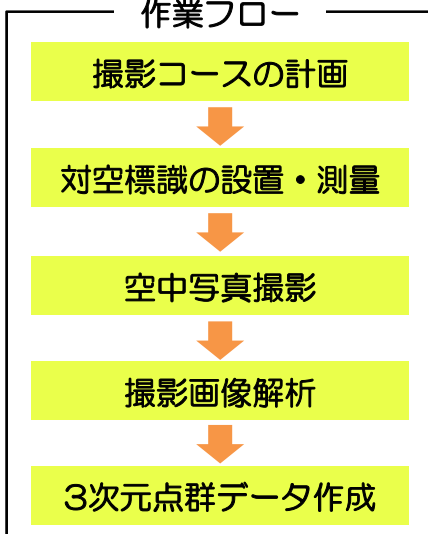 作業フロー
撮影コースの計画
対空標識の設置・測量
空中写真撮影
撮影画像解析
3次元点群データ作成